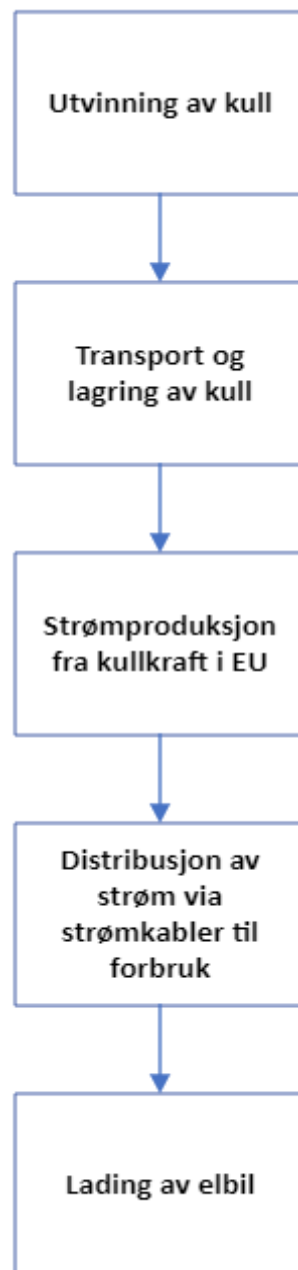 Utvinning av kull
Transport og
lagring av kull
Strømproduksjon
fra kullkraft i EU
Distribusjon av
strøm via
strømkabler til
forbruk
Lading av elbil